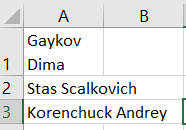 A B
Gaykov
1 Dima
2 Stas Scalkovich
3 Korenchuck Andrey